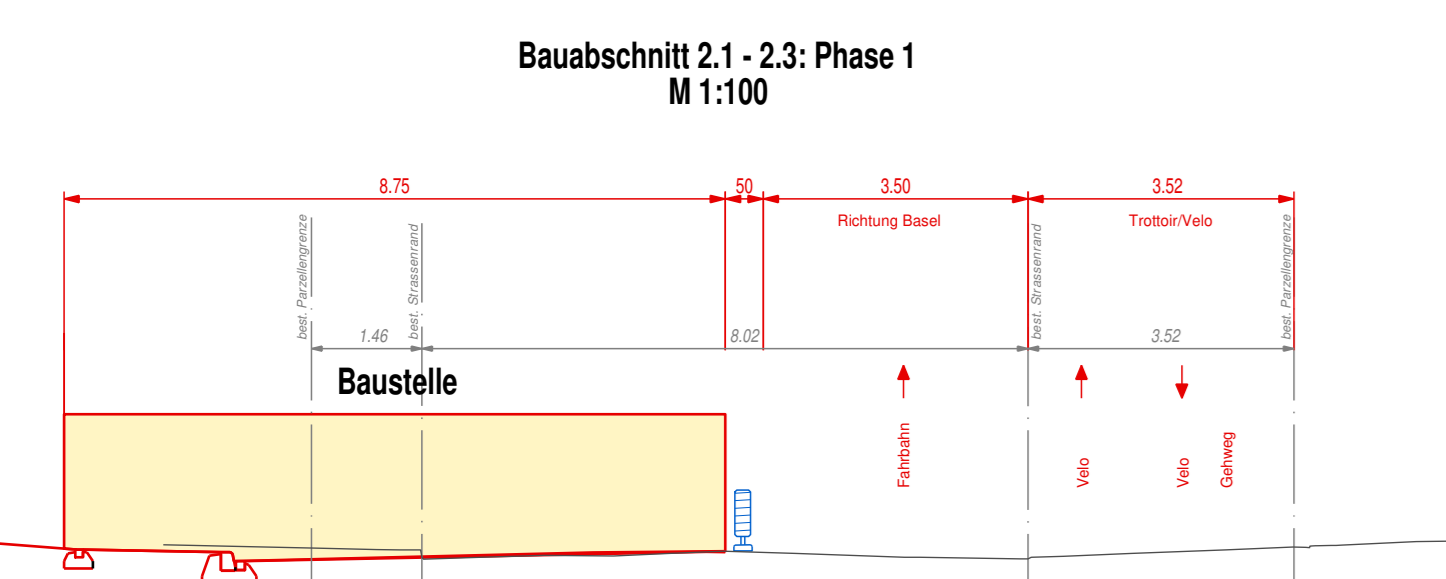 Bauabschnitt 2.1 - 2.3: Phase 1
M 1:100
8.75
50
3.50
3.52
Richtung Basel
Trottoir/Velo
best. Parzellengrenze
best. Strassenrand
best. Strassenrand
best. Parzellengrenze
1.46
8.02
3.52
Baustelle
Fahrbahn
Velo
Velo
Gehweg